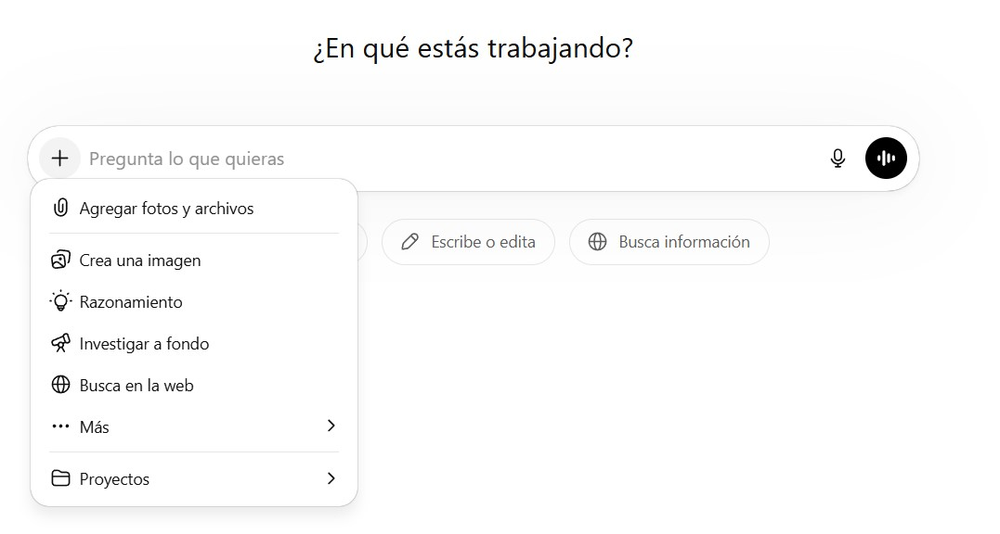 ¿En qué estás trabajando?
Pregunta lo que quieras
Agregar fotos y archivos
Escribe o edita
Busca información
Crea una imagen
Razonamiento
Investigar a fondo
Busca en la web
Más
Proyectos